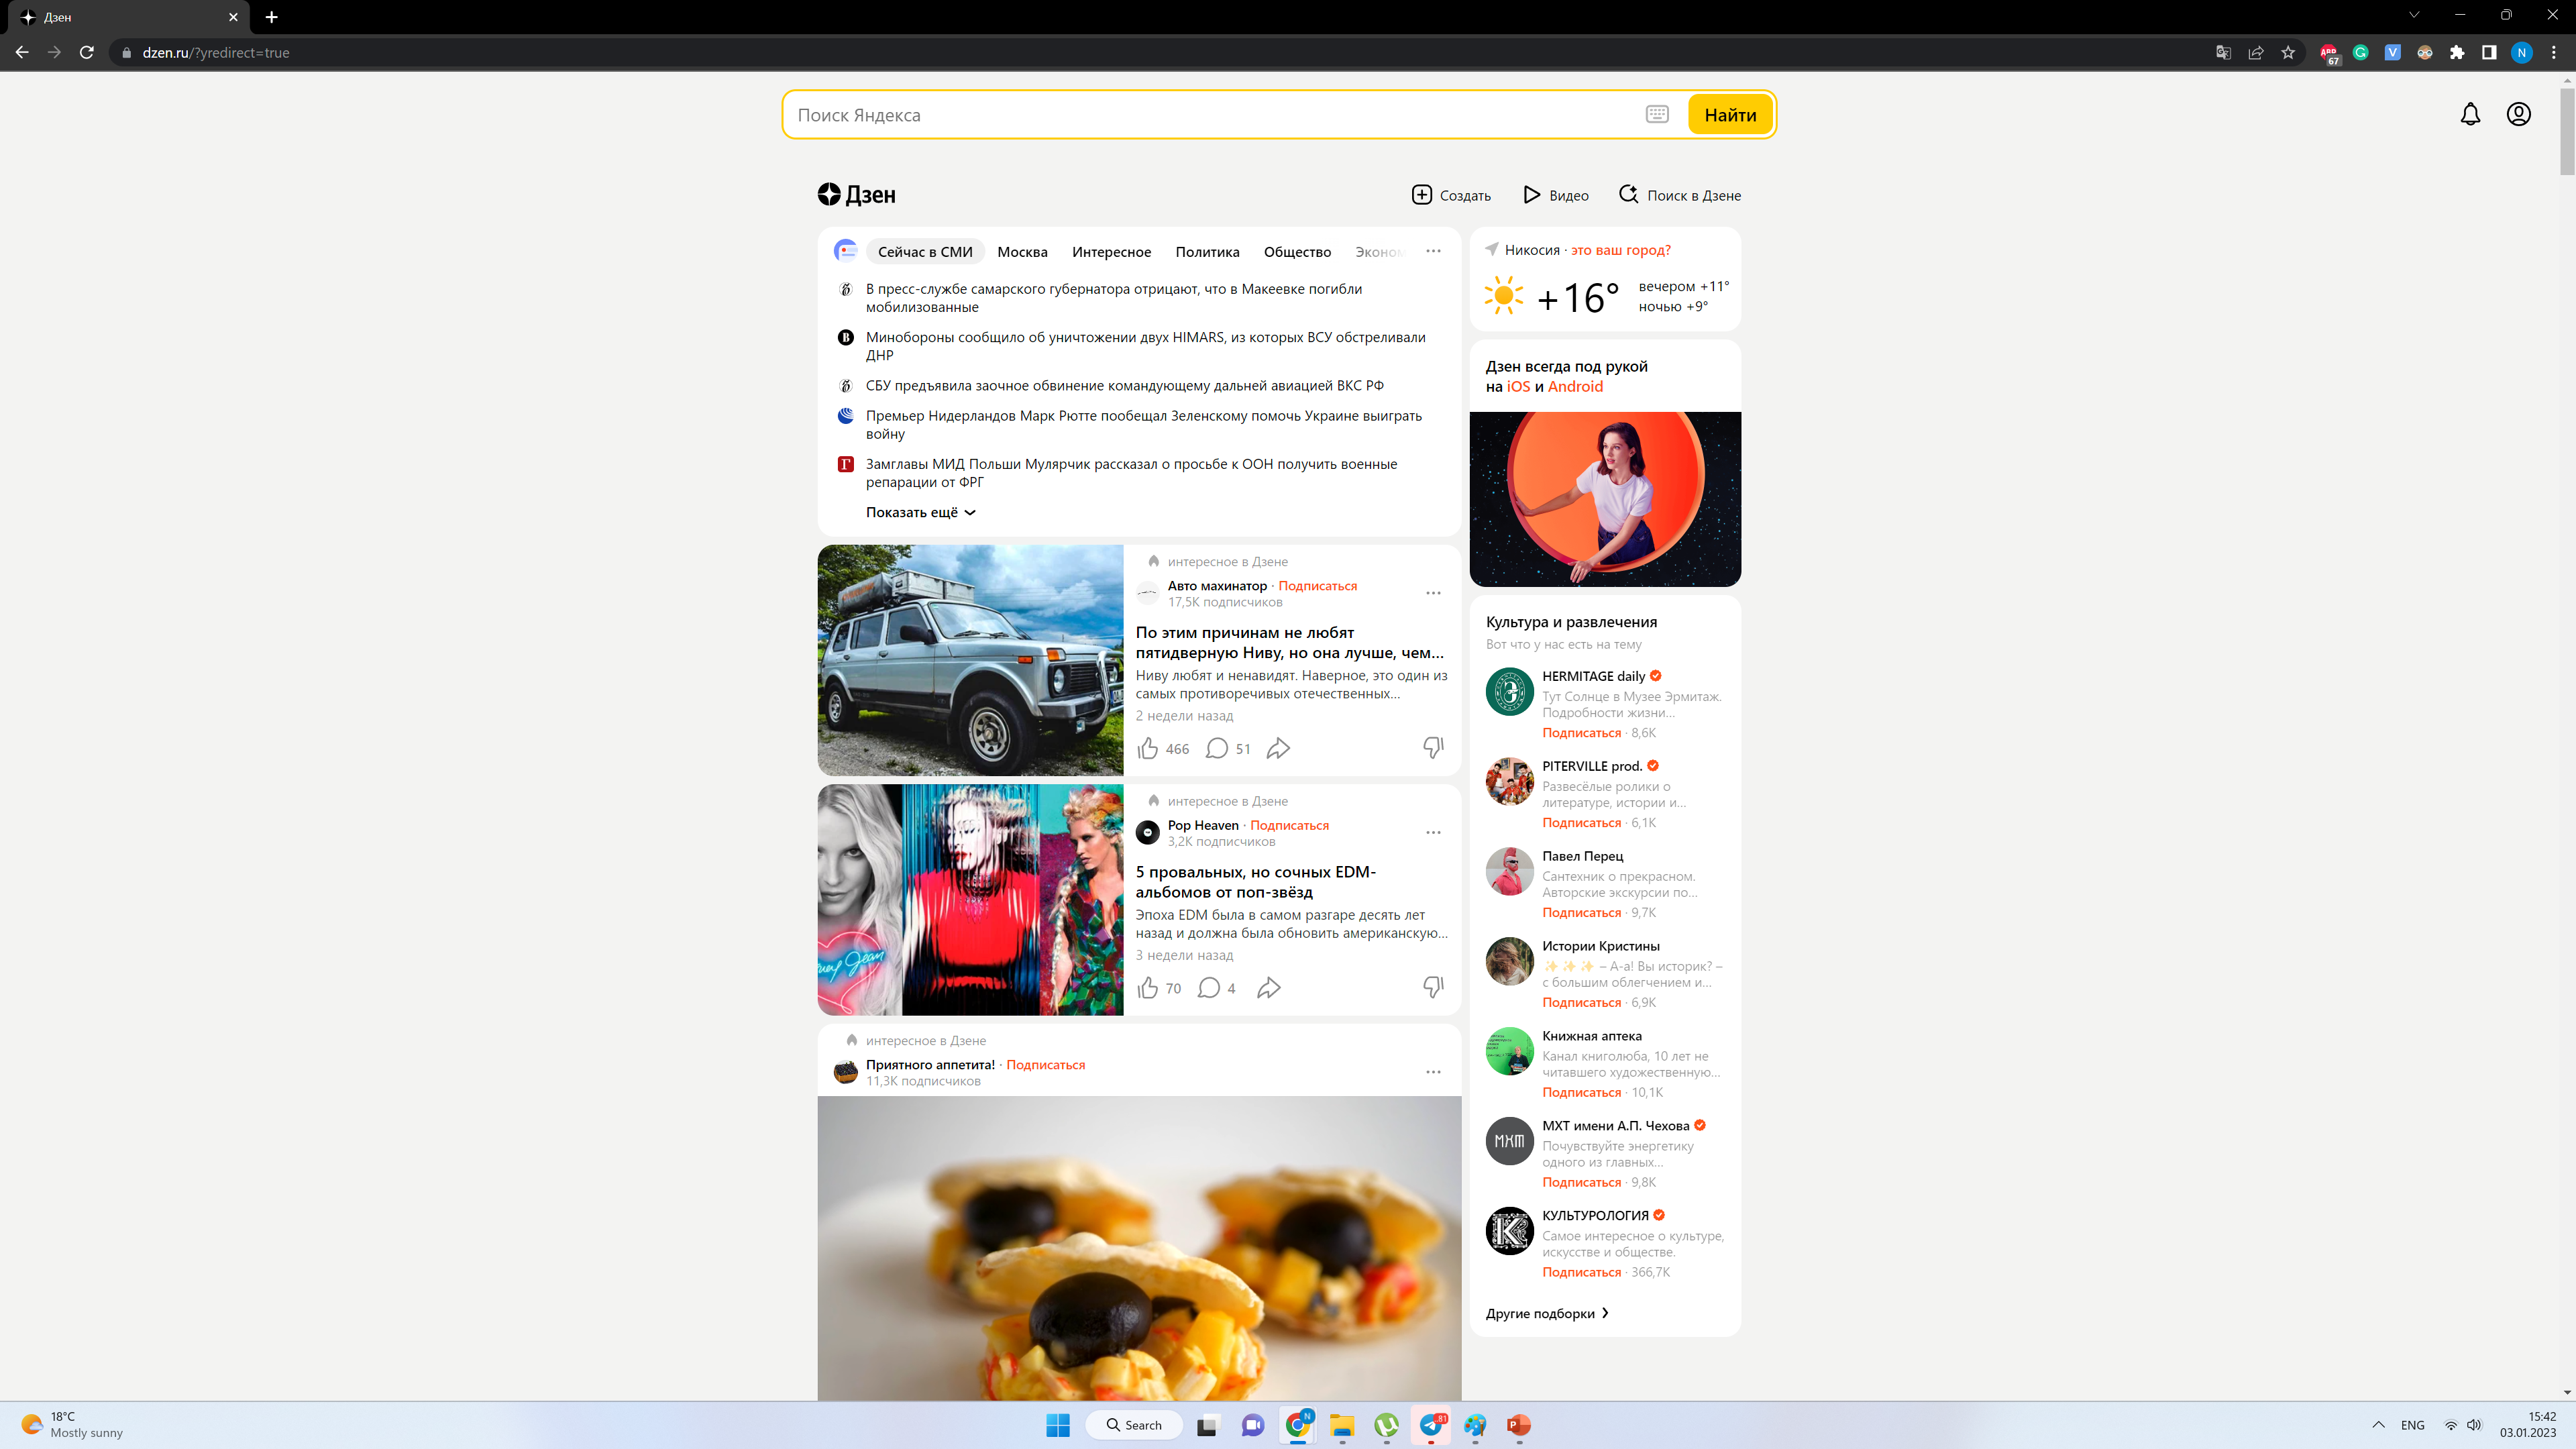 Дзен
dzen.ru/?yredirect=true
67
N
Поиск Яндекса
Найти
Дзен
Создать
Видео
Поиск в Дзене
Сейчас в СМИ
Москва
Интересное
Политика
Общество
В пресс-службе самарского губернатора отрицают, что в Макеевке погибли
мобилизованные
Минобороны сообщило об уничтожении двух HIMARS, из которых ВСУ обстреливали
ДНР
СБУ предъявила заочное обвинение командующему дальней авиацией ВКС РФ
Премьер Нидерландов Марк Рютте пообещал Зеленскому помочь Украине выиграть
войну
Замглавы МИД Польши Мулярчик рассказал о просьбе к ООН получить военные
репарации от ФРГ
Показать ещё
Никосия · это ваш город?
+16°
вечером +11°
ночью +9°
Дзен всегда под рукой
на iOS и Android
интересное в Дзене
Авто махинатор · Подписаться
17,5K подписчиков
По этим причинам не любят
пятидверную Ниву, но она лучше, чем...
Ниву любят и ненавидят. Наверное, это один из
самых противоречивых отечественных...
2 недели назад
466
51
интересное в Дзене
Pop Heaven · Подписаться
3,2K подписчиков
5 провальных, но сочных EDM-
альбомов от поп-звёзд
Эпоха EDM была в самом разгаре десять лет
назад и должна была обновить американскую...
3 недели назад
70
4
интересное в Дзене
Приятного аппетита! · Подписаться
11,3K подписчиков
Культура и развлечения
Вот что у нас есть на тему
HERMITAGE daily
Тут Солнце в Музее Эрмитаж.
Подробности жизни...
Подписаться · 8,6K
PITERVILLE prod.
Развесёлые ролики о
литературе, истории и...
Подписаться · 6,1K
Павел Перец
Сантехник о прекрасном.
Авторские экскурсии по...
Подписаться · 9,7K
Истории Кристины
✨✨✨ – А-а! Вы историк? –
с большим облегчением и...
Подписаться · 6,9K
Книжная аптека
Канал книголюба, 10 лет не
читавшего художественную...
Подписаться · 10,1K
МХТ
МХТ имени А.П. Чехова
Почувствуйте энергетику
одного из главных...
Подписаться · 9,8K
К
КУЛЬТУРОЛОГИЯ
Самое интересное о культуре,
искусстве и обществе.
Подписаться · 366,7K
Другие подборки
18°C
Mostly sunny
Search
ENG
15:42
03.01.2023